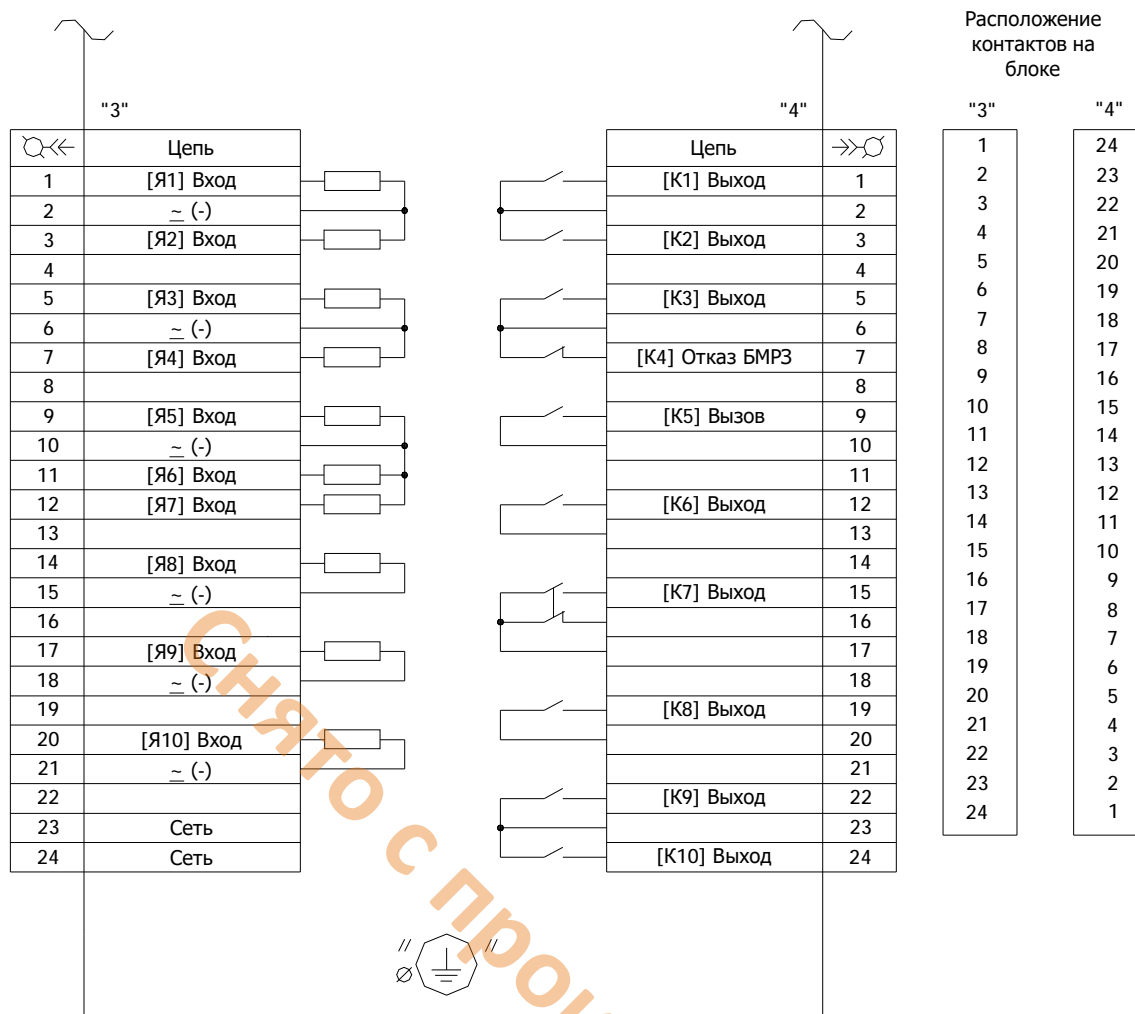 Расположение
контактов на
блоке
"3" "4" "3" "4"
Цепь Цепь 1 24
1 [Я1] Вход [К1] Выход 1 2 23
2 ~ (-) 2 3 22
3 [Я2] Вход [К2] Выход 3 4 21
4 4 5 20
5 [Я3] Вход [К3] Выход 5 6 19
6 ~ (-) 6 7 18
7 [Я4] Вход [К4] Отказ БМРЗ 7 8 17
8 8 9 16
9 [Я5] Вход [К5] Вызов 9 10 15
10 ~ (-) 10 11 14
11 [Я6] Вход 11 12 13
12 [Я7] Вход [К6] Выход 12 13 12
13 13 14 11
14 [Я8] Вход 14 15 10
15 ~ (-) [К7] Выход 15 16 9
16 16 17 8
17 [Я9] Вход 17 18 7
18 ~ (-) 18 19 6
19 [К8] Выход 19 20 5
20 [Я10] Вход 20 21 4
21 ~ (-) 21 22 3
22 [К9] Выход 22 23 2
23 Сеть 23 24 1
24 Сеть [К10] Выход 24
Снято с